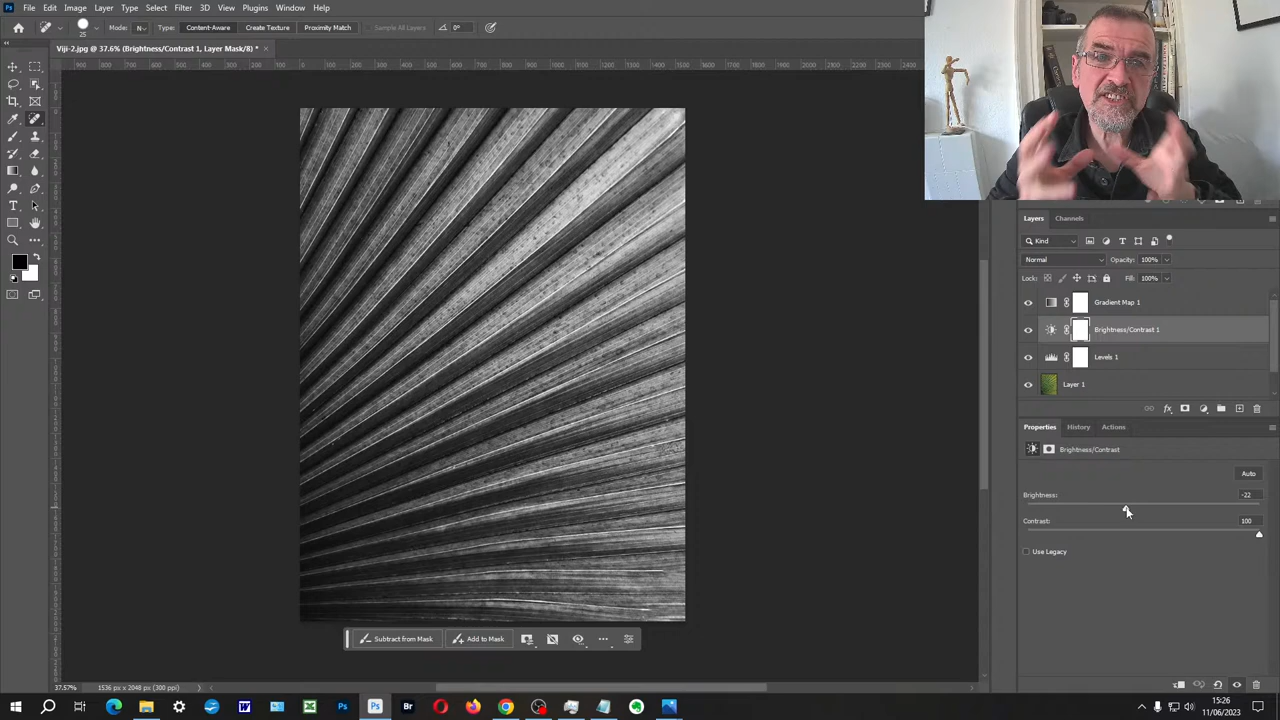 File Edit Image Layer Type Select Filter 3D View Plugins Window Help
25 Mode: N Type: Content-Aware Create Texture Proximity Match Sample All Layers 0°
Viji-2.jpg @ 37.6% (Brightness/Contrast 1, Layer Mask/8) *
Layers Channels
Kind
Normal Opacity: 100%
Lock: Fill: 100%
Gradient Map 1
Brightness/Contrast 1
Levels 1
Layer 1
Properties History Actions
Brightness/Contrast
Auto
Brightness: -22
Contrast: 100
Use Legacy
Subtract from Mask Add to Mask
37.57% 1536 px x 2048 px (300 ppi)
15:26
11/06/2023